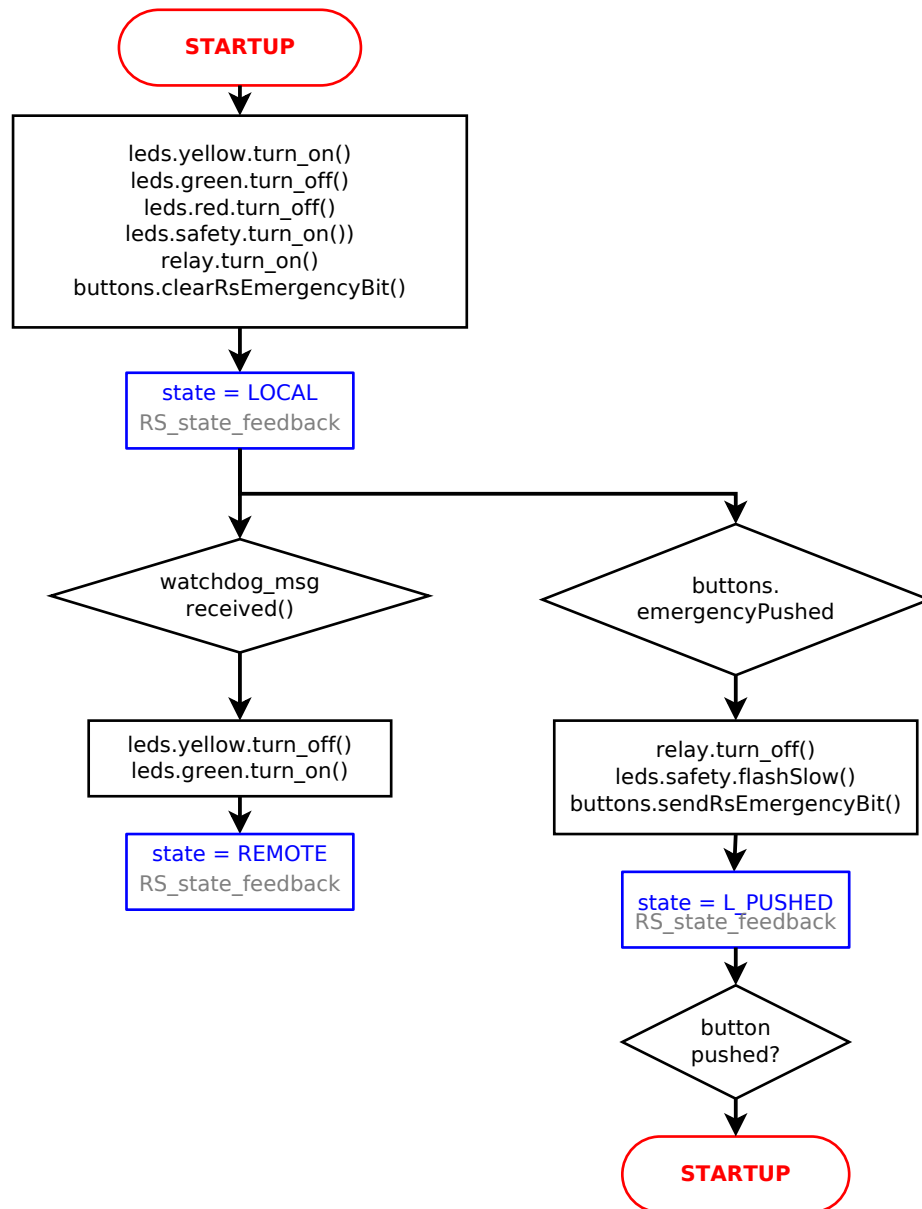 STARTUP
leds.yellow.turn_on()
leds.green.turn_off()
leds.red.turn_off()
leds.safety.turn_on())
relay.turn_on()
buttons.clearRsEmergencyBit()
state = LOCAL
RS_state_feedback
watchdog_msg
received()
leds.yellow.turn_off()
leds.green.turn_on()
state = REMOTE
RS_state_feedback
buttons.
emergencyPushed
relay.turn_off()
leds.safety.flashSlow()
buttons.sendRsEmergencyBit()
state = L_PUSHED
RS_state_feedback
button
pushed?
STARTUP